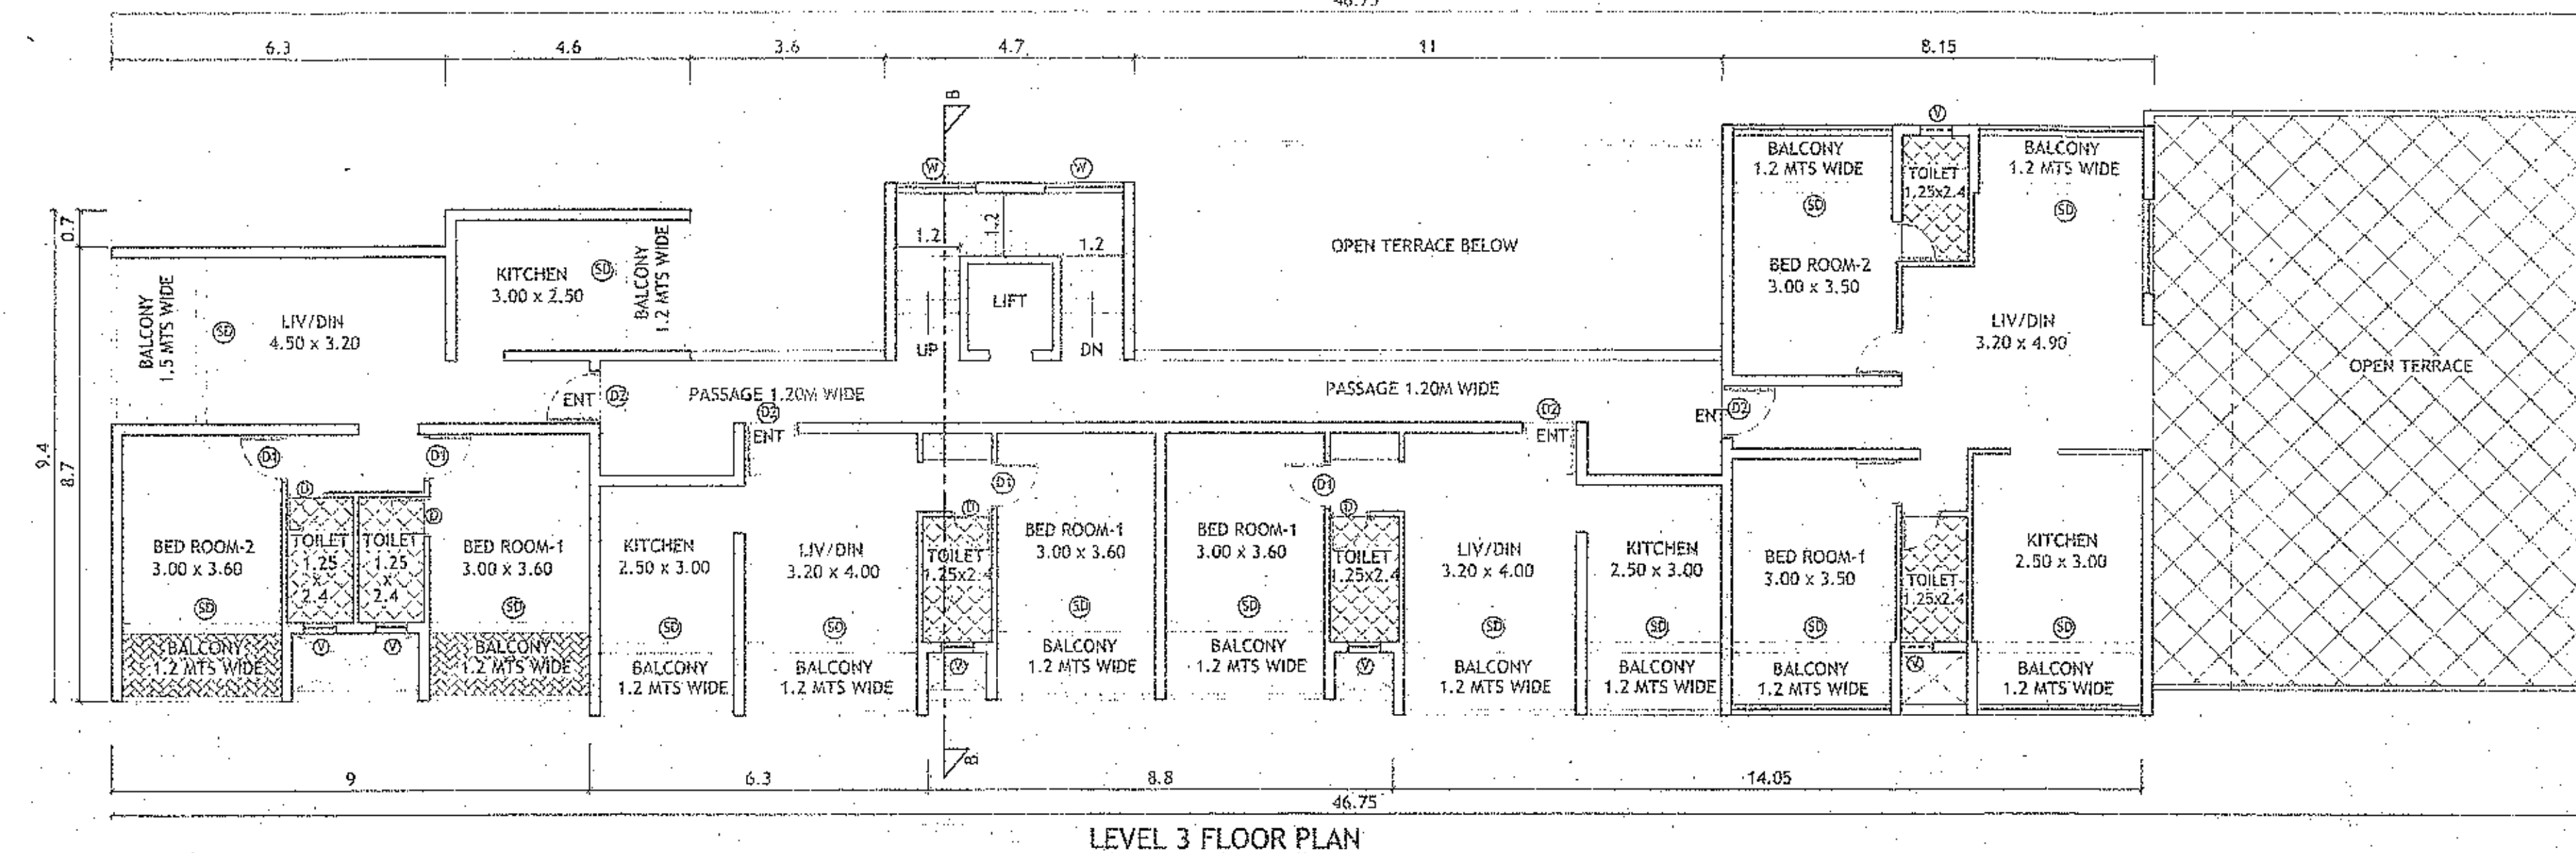 46.75
6.3
4.6
3.6
4.7
11
8.15
B
W
W
V
BALCONY
1.2 MTS WIDE
SD
TOILET
1.25x2.4
BALCONY
1.2 MTS WIDE
SD
BED ROOM-2
3.00 x 3.50
LIV/DIN
3.20 x 4.90
OPEN TERRACE
0.7
9.4
8.7
BALCONY
1.5 MTS WIDE
SD
LIV/DIN
4.50 x 3.20
KITCHEN
3.00 x 2.50
SD
BALCONY
1.2 MTS WIDE
1.2
1.2
1.2
LIFT
UP
DN
OPEN TERRACE BELOW
ENT
D2
PASSAGE 1.20M WIDE
D2
ENT
PASSAGE 1.20M WIDE
D2
ENT
ENT
D2
D1
D1
D
D
BED ROOM-2
3.00 x 3.60
SD
BALCONY
1.2 MTS WIDE
TOILET
1.25
x
2.4
V
TOILET
1.25
x
2.4
V
BED ROOM-1
3.00 x 3.60
SD
BALCONY
1.2 MTS WIDE
KITCHEN
2.50 x 3.00
SD
BALCONY
1.2 MTS WIDE
LIV/DIN
3.20 x 4.00
SD
BALCONY
1.2 MTS WIDE
D1
D
TOILET
1.25x2.4
V
BED ROOM-1
3.00 x 3.60
SD
BALCONY
1.2 MTS WIDE
BED ROOM-1
3.00 x 3.60
SD
BALCONY
1.2 MTS WIDE
D1
D
TOILET
1.25x2.4
V
LIV/DIN
3.20 x 4.00
SD
BALCONY
1.2 MTS WIDE
KITCHEN
2.50 x 3.00
SD
BALCONY
1.2 MTS WIDE
BED ROOM-1
3.00 x 3.50
SD
BALCONY
1.2 MTS WIDE
TOILET
1.25x2.4
V
KITCHEN
2.50 x 3.00
SD
BALCONY
1.2 MTS WIDE
B
9
6.3
8.8
14.05
46.75
LEVEL 3 FLOOR PLAN